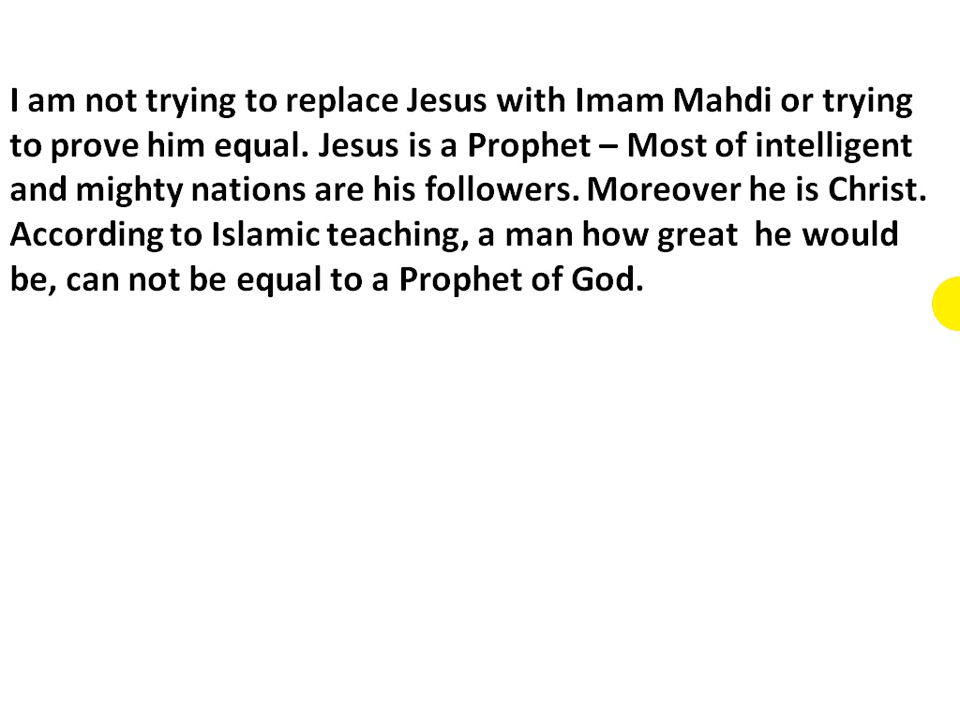 I am not trying to replace Jesus with Imam Mahdi or trying
to prove him equal. Jesus is a Prophet – Most of intelligent
and mighty nations are his followers. Moreover he is Christ.
According to Islamic teaching, a man how great  he would
be, can not be equal to a Prophet of God.